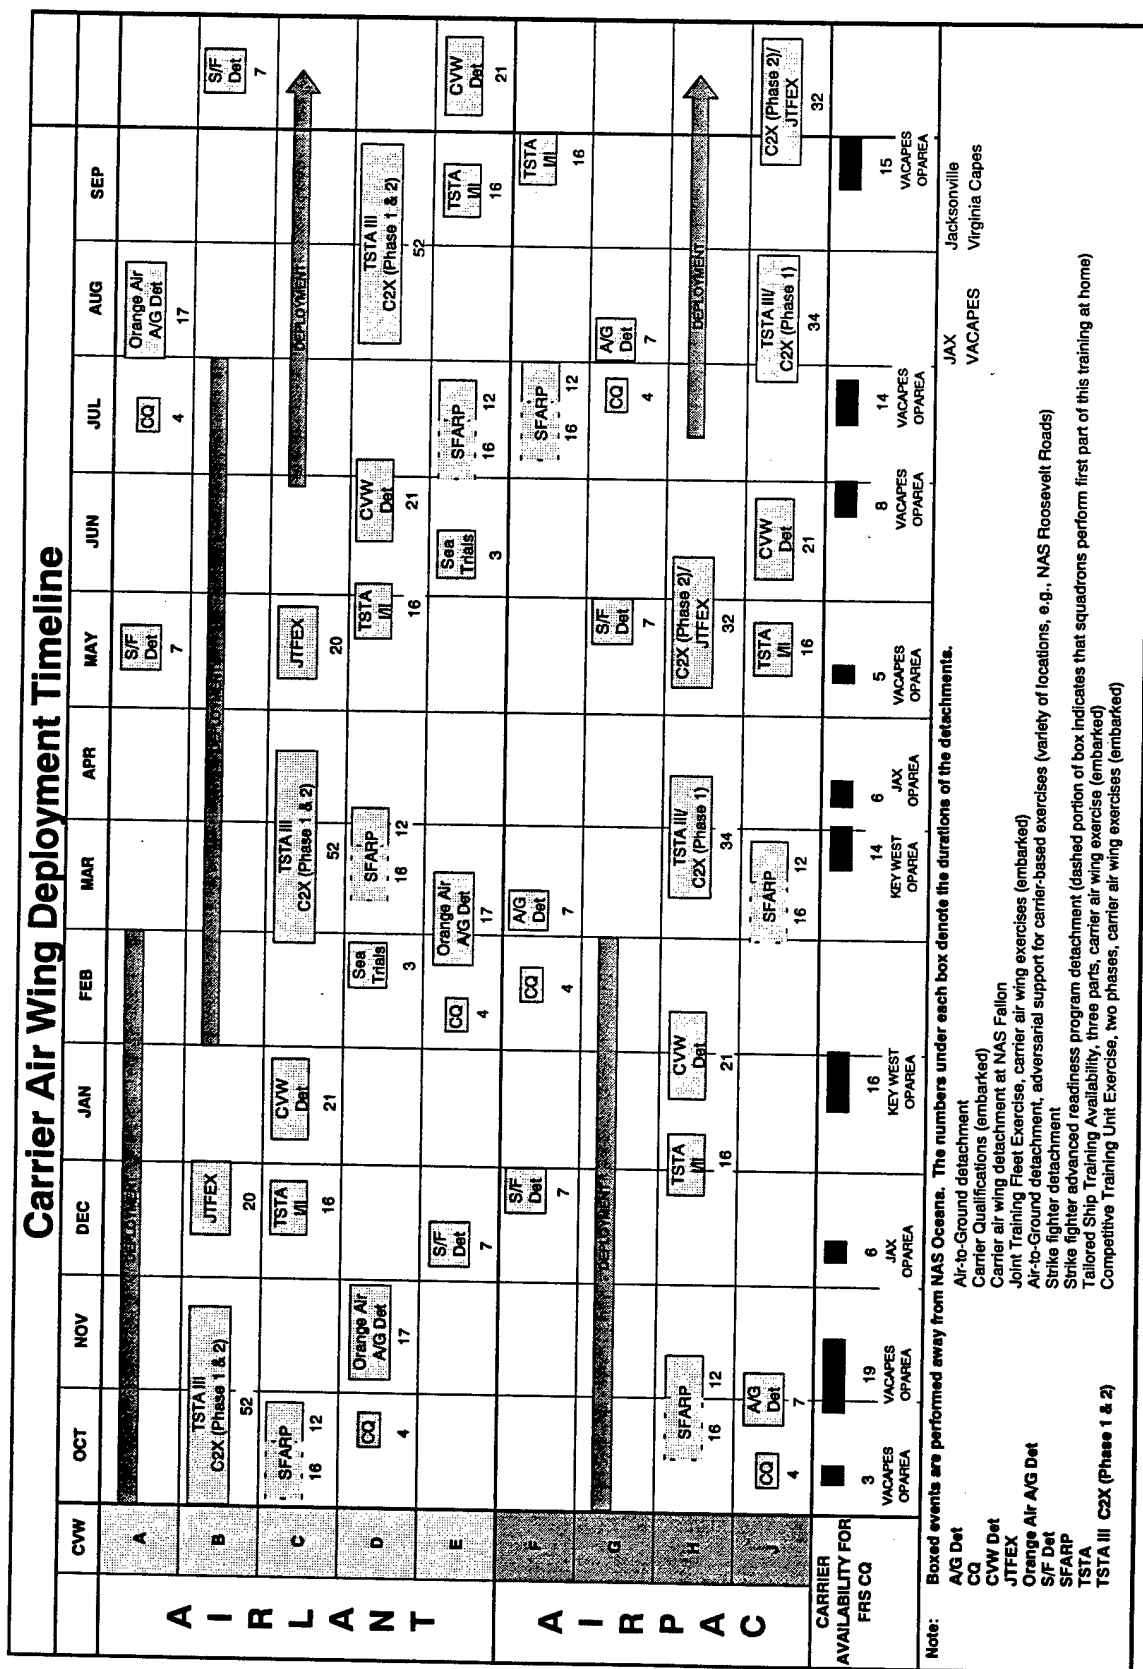 Carrier Air Wing Deployment Timeline
CVW OCT NOV DEC JAN FEB MAR APR MAY JUN JUL AUG SEP
AIRLANT
A
DEPLOYMENT
S/F
Det
7
CQ
4
Orange Air
A/G Det
17
B
TSTA III
C2X (Phase 1 & 2)
52
JTFEX
20
DEPLOYMENT
S/F
Det
7
C
SFARP
16 12
TSTA
I/II
16
CVW
Det
21
TSTA III
C2X (Phase 1 & 2)
52
JTFEX
20
DEPLOYMENT
D
CQ
4
Orange Air
A/G Det
17
Sea
Trials
3
SFARP
16 12
TSTA
I/II
16
CVW
Det
21
TSTA III
C2X (Phase 1 & 2)
52
E
S/F
Det
7
CQ
4
Orange Air
A/G Det
17
Sea
Trials
3
SFARP
16 12
TSTA
I/II
16
CVW
Det
21
AIRPAC
F
S/F
Det
7
CQ
4
A/G
Det
7
SFARP
16 12
TSTA
I/II
16
G
DEPLOYMENT
S/F
Det
7
CQ
4
A/G
Det
7
H
SFARP
16 12
TSTA
I/II
16
CVW
Det
21
TSTA III/
C2X (Phase 1)
34
C2X (Phase 2)/
JTFEX
32
DEPLOYMENT
J
CQ
4
A/G
Det
7
SFARP
16 12
TSTA
I/II
16
CVW
Det
21
TSTA III/
C2X (Phase 1)
34
C2X (Phase 2)/
JTFEX
32
CARRIER
AVAILABILITY FOR
FRS CQ
3
VACAPES
OPAREA
19
VACAPES
OPAREA
6
JAX
OPAREA
16
KEY WEST
OPAREA
14
KEY WEST
OPAREA
6
JAX
OPAREA
5
VACAPES
OPAREA
8
VACAPES
OPAREA
14
VACAPES
OPAREA
15
VACAPES
OPAREA
Note: Boxed events are performed away from NAS Oceana. The numbers under each box denote the durations of the detachments.
A/G Det Air-to-Ground detachment
CQ Carrier Qualifications (embarked)
CVW Det Carrier air wing detachment at NAS Fallon
JTFEX Joint Training Fleet Exercise, carrier air wing exercises (embarked)
Orange Air A/G Det Air-to-Ground detachment, adversarial support for carrier-based exercises (variety of locations, e.g., NAS Roosevelt Roads)
S/F Det Strike fighter detachment
SFARP Strike fighter advanced readiness program detachment (dashed portion of box indicates that squadrons perform first part of this training at home)
TSTA Tailored Ship Training Availability, three parts, carrier air wing exercise (embarked)
TSTA III C2X (Phase 1 & 2) Competitive Training Unit Exercise, two phases, carrier air wing exercises (embarked)
JAX Jacksonville
VACAPES Virginia Capes